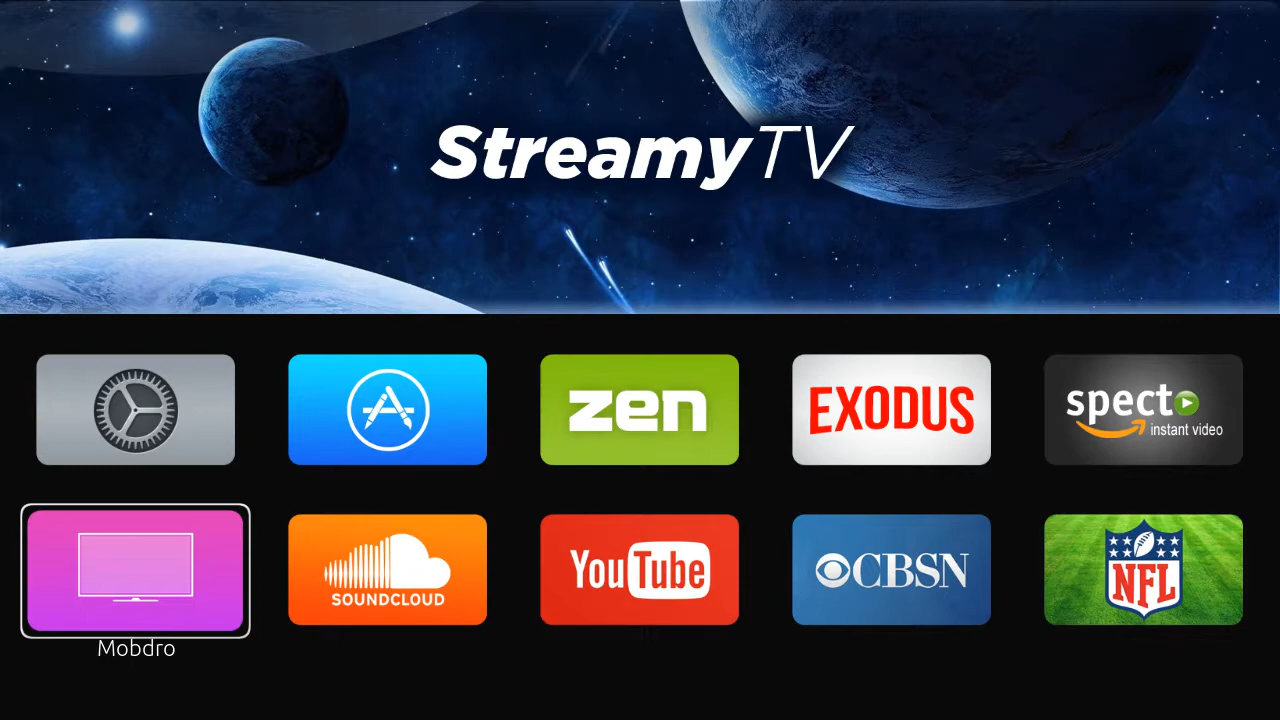 StreamyTV
zen
EXODUS
specto
instant video
SOUNDCLOUD
YouTube
CBSN
NFL
Mobdro